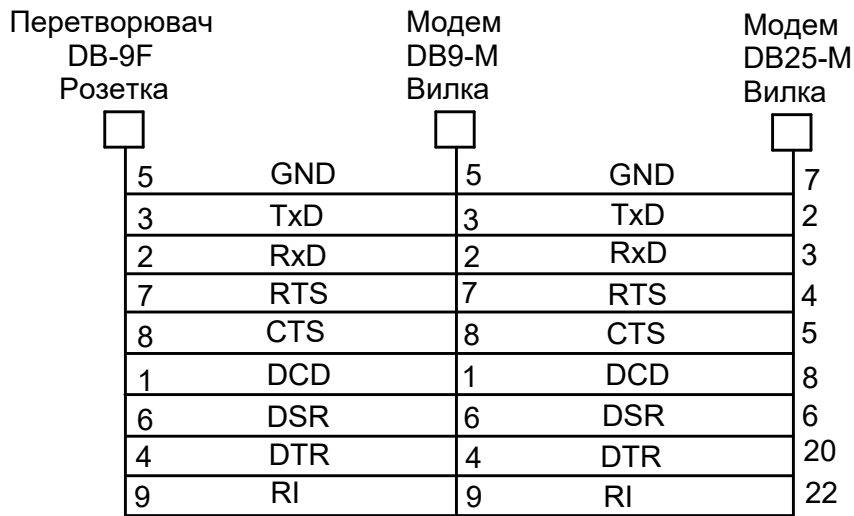 Перетворювач
DB-9F
Розетка
Модем
DB9-M
Вилка
Модем
DB25-M
Вилка
5 GND 5 GND 7
3 TxD 3 TxD 2
2 RxD 2 RxD 3
7 RTS 7 RTS 4
8 CTS 8 CTS 5
1 DCD 1 DCD 8
6 DSR 6 DSR 6
4 DTR 4 DTR 20
9 RI 9 RI 22